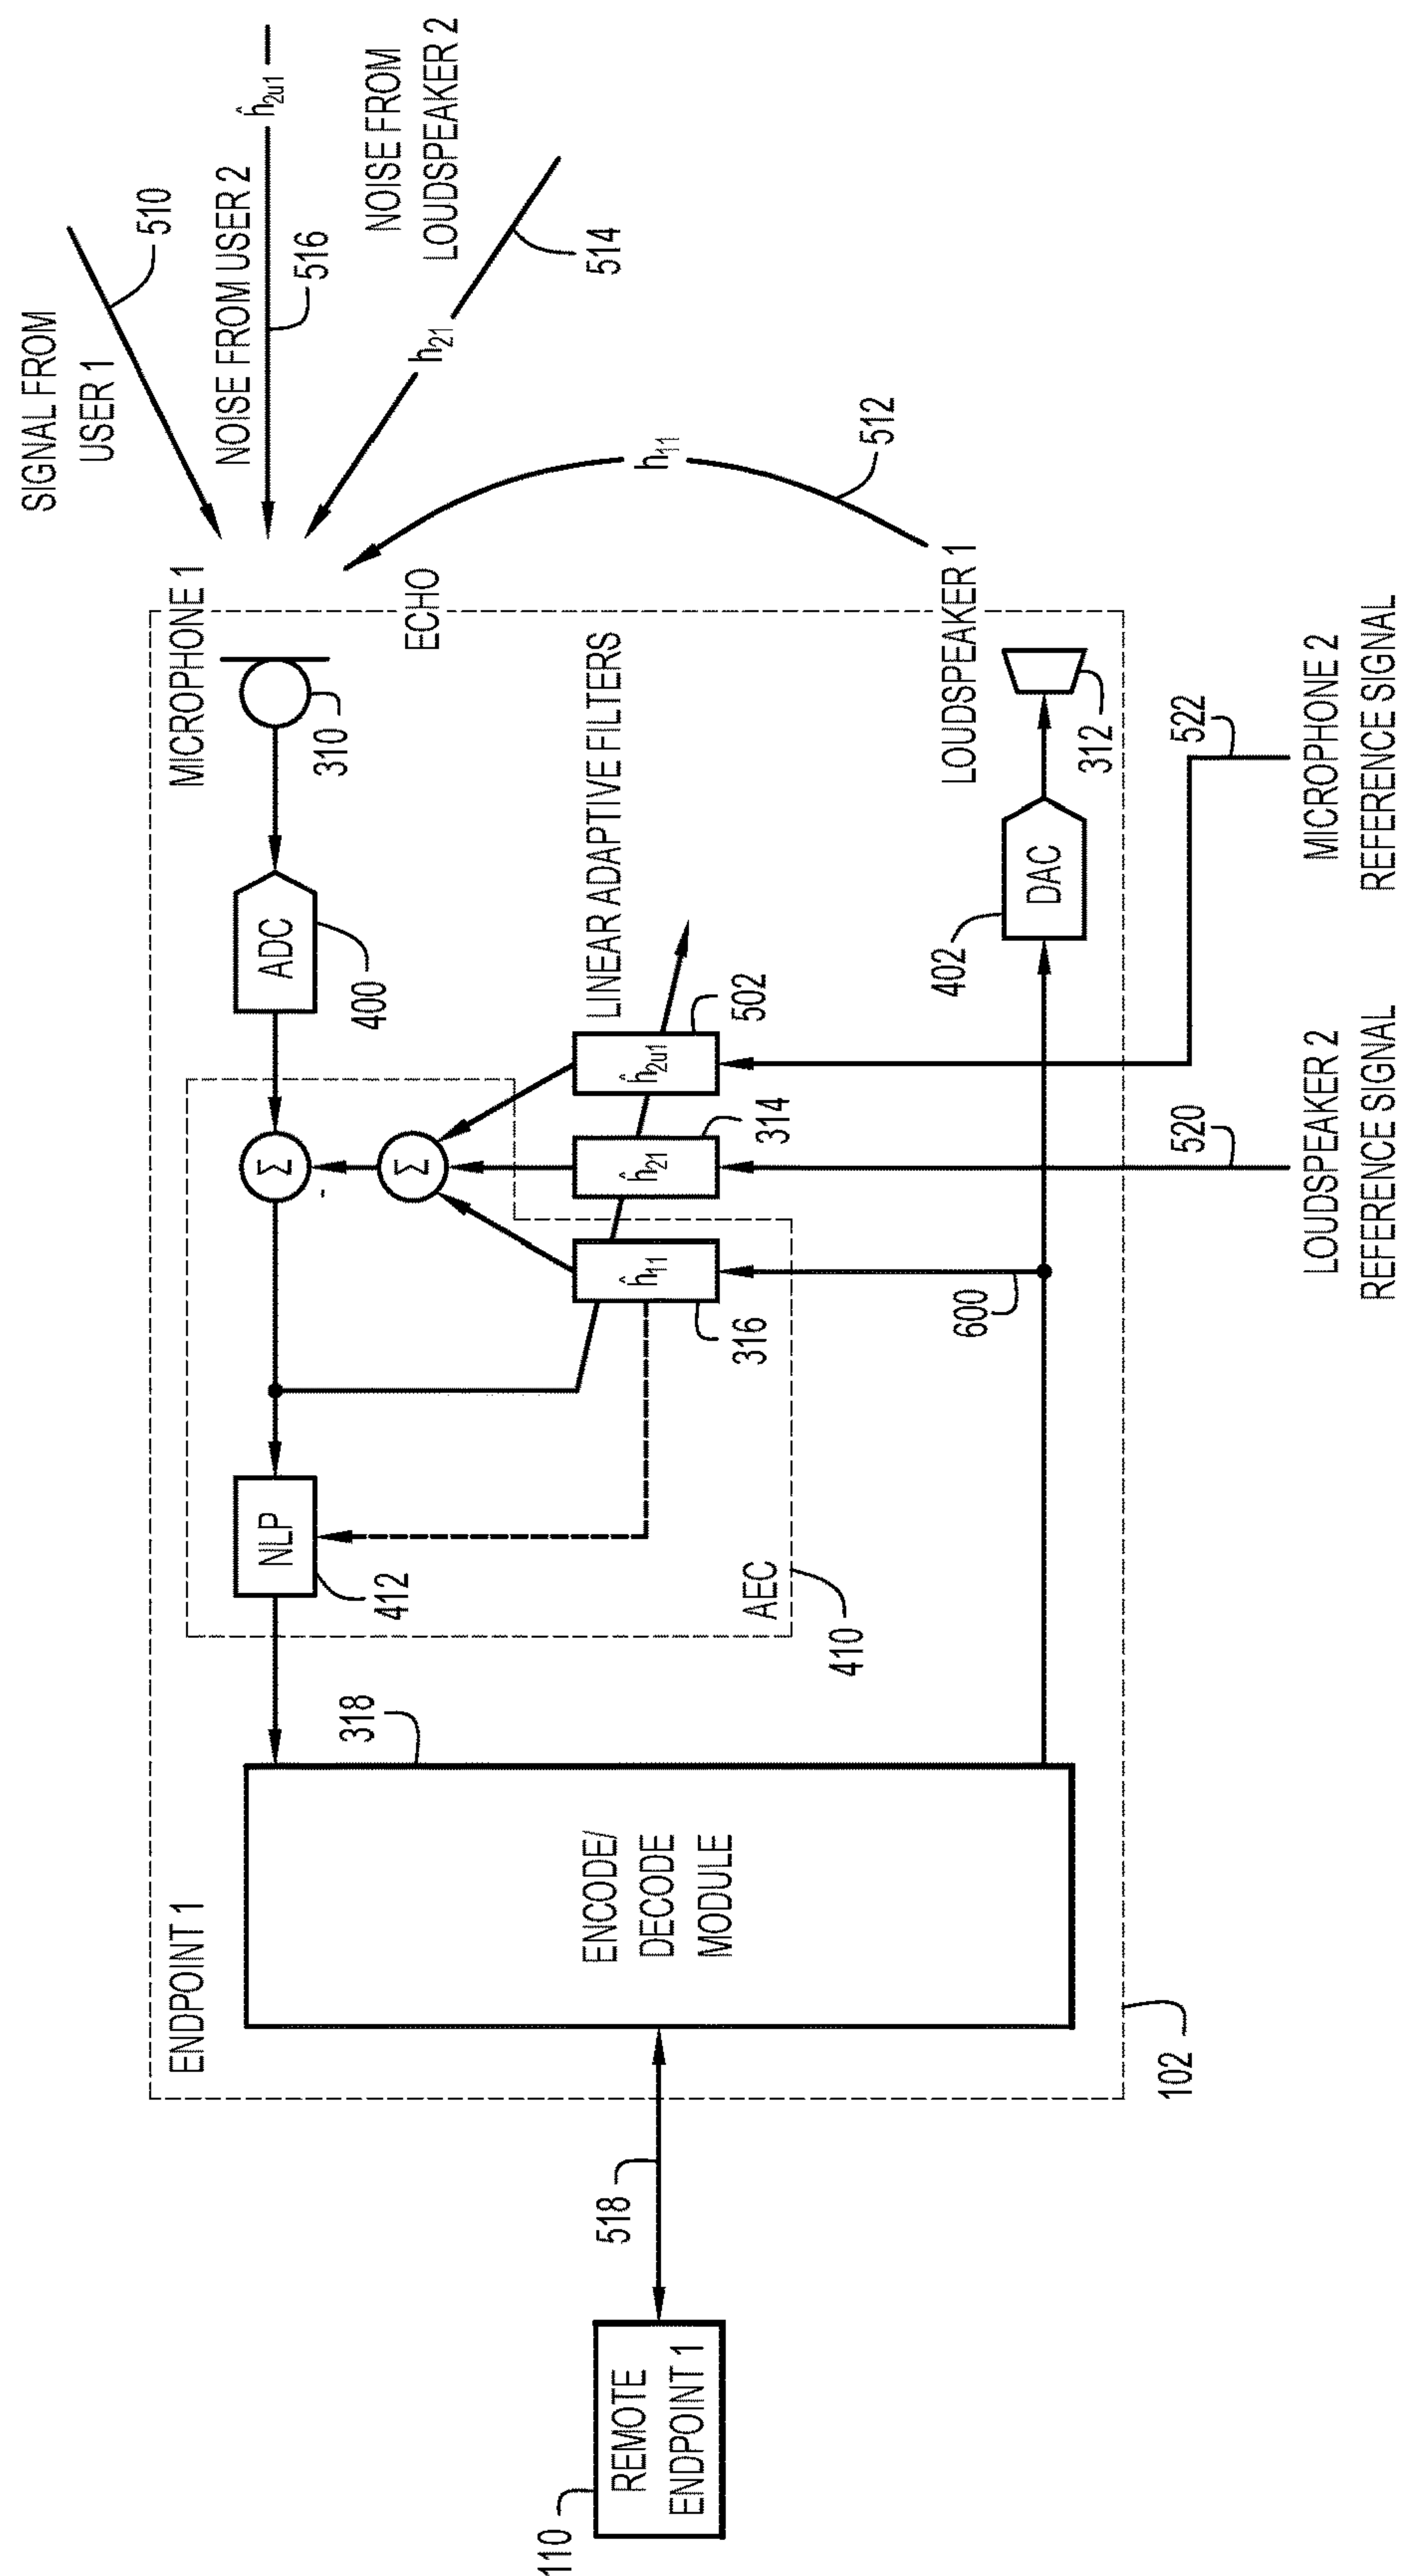 SIGNAL FROM
USER 1
510
NOISE FROM USER 2
516
ĥ2u1
NOISE FROM
LOUDSPEAKER 2
514
h21
h11
512
ECHO
ENDPOINT 1
MICROPHONE 1
310
ADC
400
Σ
Σ
NLP
412
LINEAR ADAPTIVE FILTERS
ĥ2u1
502
ĥ21
314
ĥ11
316
AEC
410
318
ENCODE/
DECODE
MODULE
LOUDSPEAKER 1
312
DAC
402
600
102
518
REMOTE
ENDPOINT 1
110
520
LOUDSPEAKER 2
REFERENCE SIGNAL
522
MICROPHONE 2
REFERENCE SIGNAL